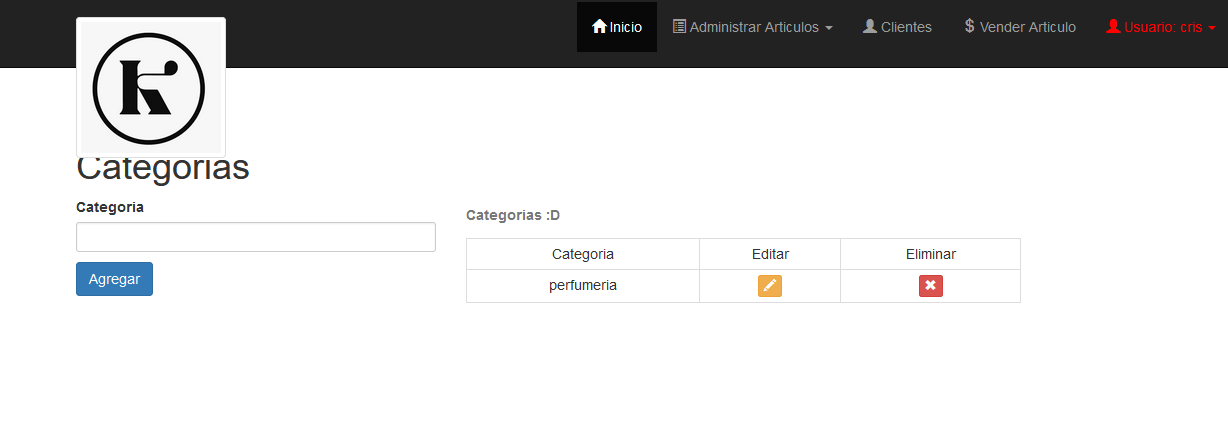 Inicio
Administrar Articulos
Clientes
$ Vender Articulo
Usuario: cris
K
Categorias
Categoria
Agregar
Categorias :D
Categoria Editar Eliminar
perfumeria